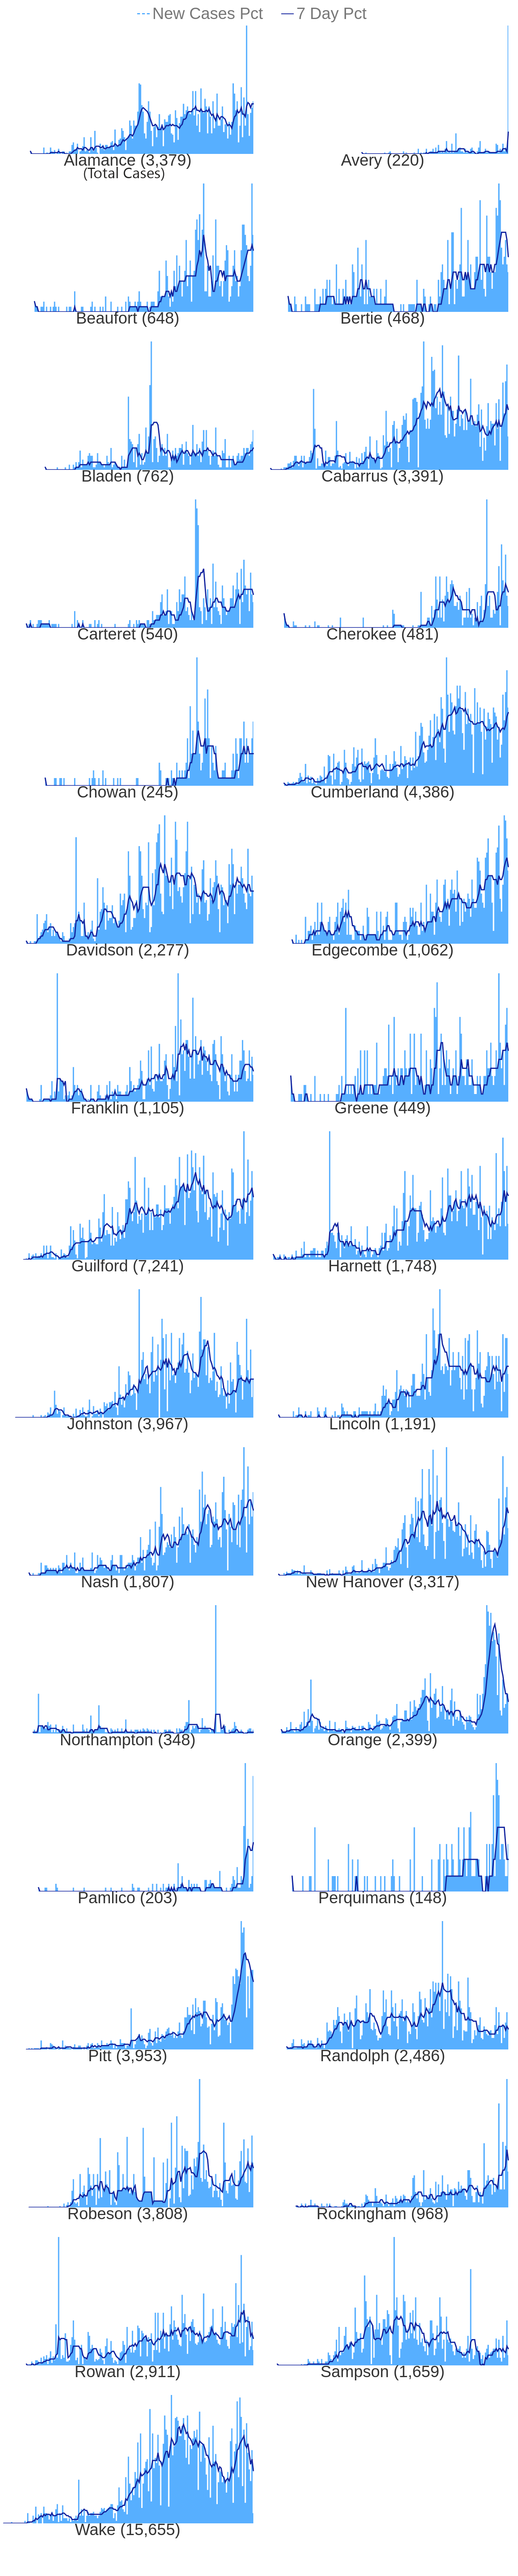 New Cases Pct 7 Day Pct
Alamance (3,379) Avery (220)
(Total Cases)
Beaufort (648) Bertie (468)
Bladen (762) Cabarrus (3,391)
Carteret (540) Cherokee (481)
Chowan (245) Cumberland (4,386)
Davidson (2,277) Edgecombe (1,062)
Franklin (1,105) Greene (449)
Guilford (7,241) Harnett (1,748)
Johnston (3,967) Lincoln (1,191)
Nash (1,807) New Hanover (3,317)
Northampton (348) Orange (2,399)
Pamlico (203) Perquimans (148)
Pitt (3,953) Randolph (2,486)
Robeson (3,808) Rockingham (968)
Rowan (2,911) Sampson (1,659)
Wake (15,655)